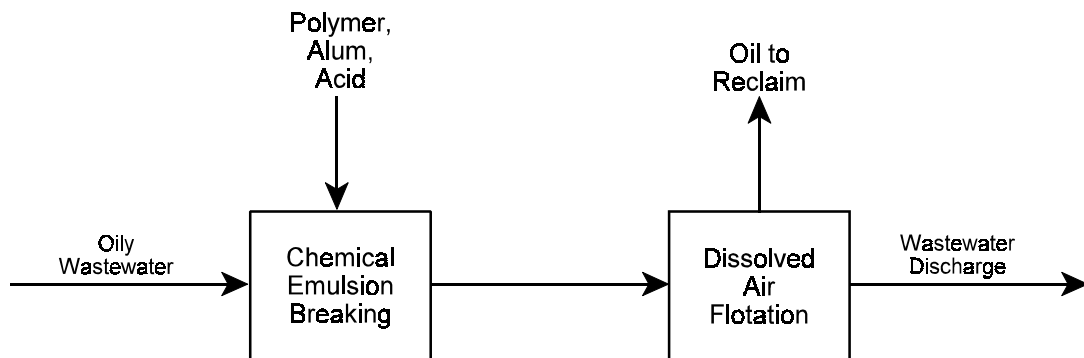 Polymer,
Alum,
Acid
Oil to
Reclaim
Oily
Wastewater
Chemical
Emulsion
Breaking
Dissolved
Air
Flotation
Wastewater
Discharge